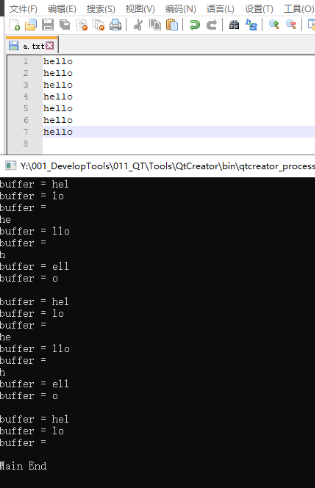 文件(F) 编辑(E) 搜索(S) 视图(V) 编码(N) 语言(L) 设置(T) 工具(O)
a.txt
1 hello
2 hello
3 hello
4 hello
5 hello
6 hello
7 hello
8
Y:\001_DevelopTools\011_QT\Tools\QtCreator\bin\qtcreator_process
buffer = hel
buffer = lo
buffer =
he
buffer = llo
buffer =
h
buffer = ell
buffer = o
buffer = hel
buffer = lo
buffer =
he
buffer = llo
buffer =
h
buffer = ell
buffer = o
buffer = hel
buffer = lo
buffer =
Main End